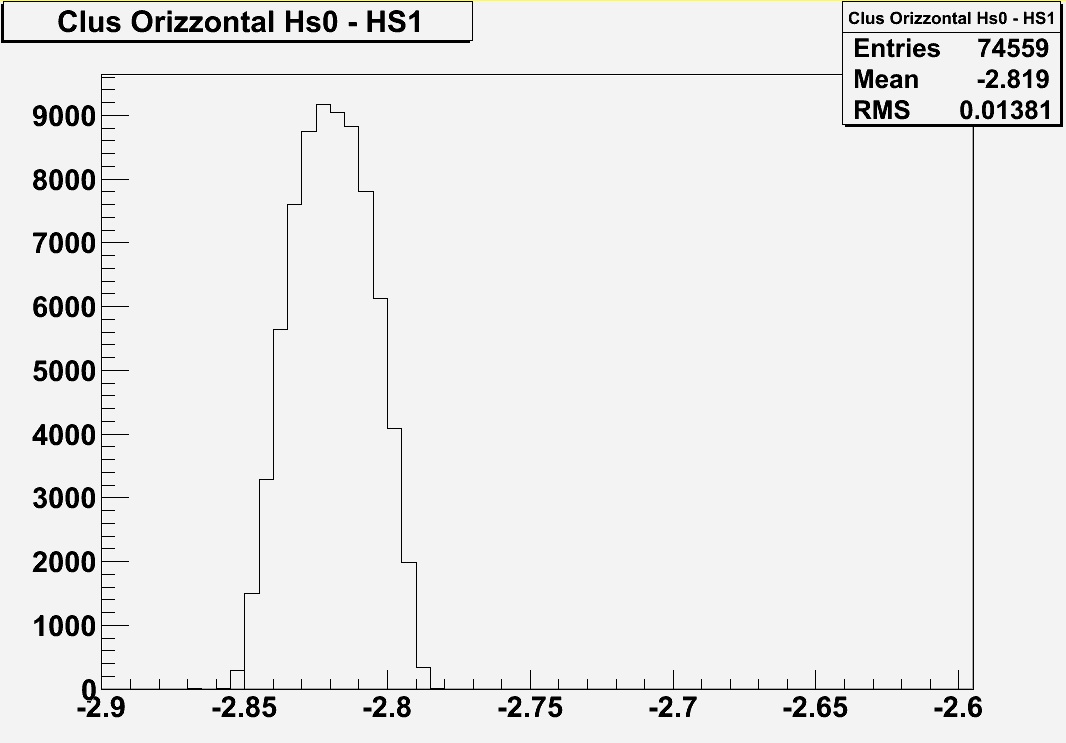 Clus Orizzontal Hs0 - HS1
Clus Orizzontal Hs0 - HS1
Entries 74559
Mean -2.819
RMS 0.01381
9000
8000
7000
6000
5000
4000
3000
2000
1000
0
-2.9 -2.85 -2.8 -2.75 -2.7 -2.65 -2.6